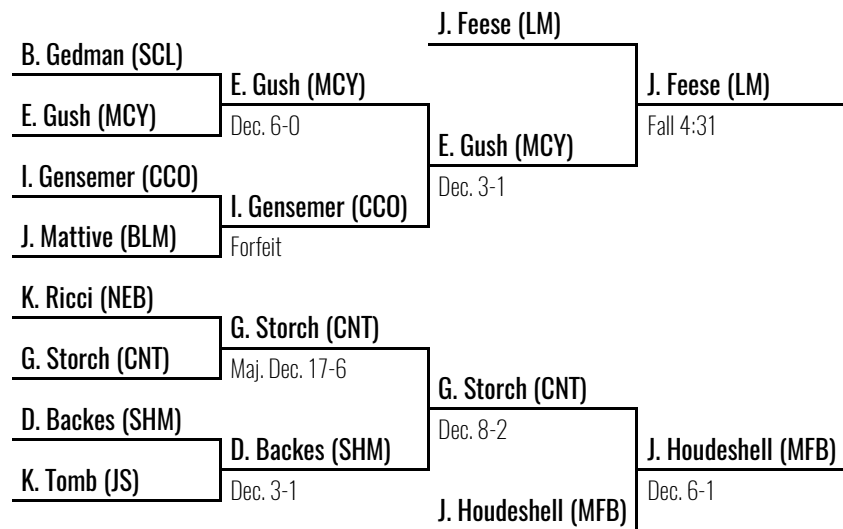 B. Gedman (SCL)
E. Gush (MCY)
I. Gensemer (CCO)
J. Mattive (BLM)
K. Ricci (NEB)
G. Storch (CNT)
D. Backes (SHM)
K. Tomb (JS)
E. Gush (MCY)
Dec. 6-0
I. Gensemer (CCO)
Forfeit
G. Storch (CNT)
Maj. Dec. 17-6
D. Backes (SHM)
Dec. 3-1
J. Feese (LM)
E. Gush (MCY)
Dec. 3-1
G. Storch (CNT)
Dec. 8-2
J. Houdeshell (MFB)
J. Feese (LM)
Fall 4:31
J. Houdeshell (MFB)
Dec. 6-1